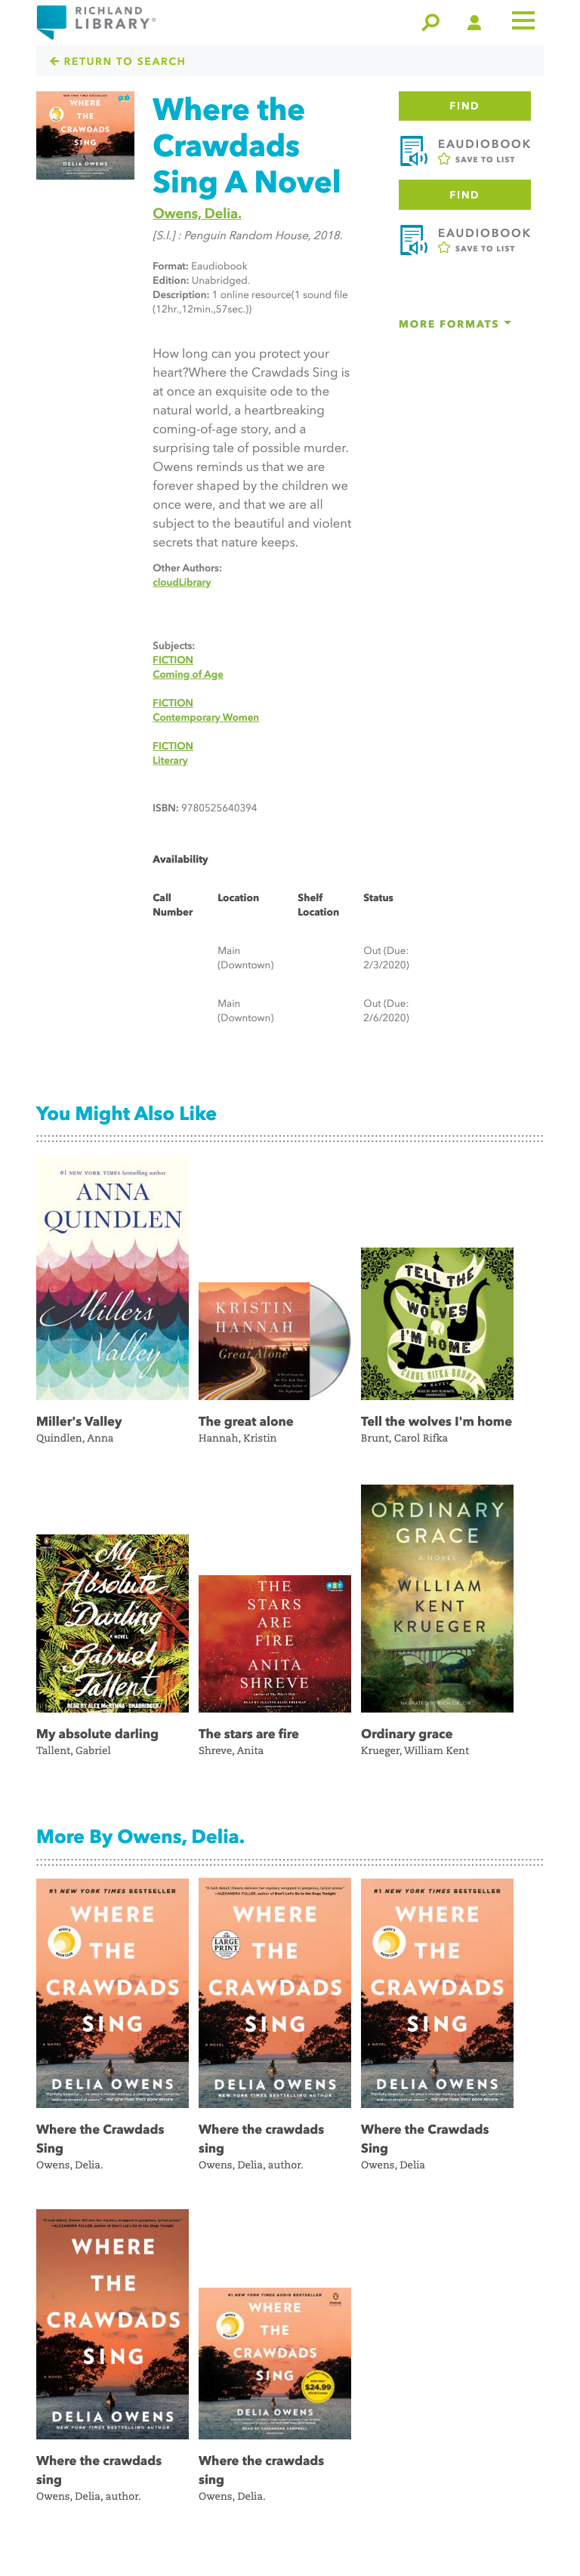 RICHLAND
LIBRARY®
RETURN TO SEARCH
WHERE
THE
CRAWDADS
SING
DELIA OWENS
Where the
Crawdads
Sing A Novel
Owens, Delia.
[S.l.] : Penguin Random House, 2018.
Format: Eaudiobook
Edition: Unabridged.
Description: 1 online resource(1 sound file
(12hr.,12min.,57sec.))
FIND
EAUDIOBOOK
SAVE TO LIST
FIND
EAUDIOBOOK
SAVE TO LIST
MORE FORMATS
How long can you protect your
heart?Where the Crawdads Sing is
at once an exquisite ode to the
natural world, a heartbreaking
coming-of-age story, and a
surprising tale of possible murder.
Owens reminds us that we are
forever shaped by the children we
once were, and that we are all
subject to the beautiful and violent
secrets that nature keeps.
Other Authors:
cloudLibrary
Subjects:
FICTION
Coming of Age
FICTION
Contemporary Women
FICTION
Literary
ISBN: 9780525640394
Availability
Call
Number
Location
Shelf
Location
Status
Main
(Downtown)
Out (Due:
2/3/2020)
Main
(Downtown)
Out (Due:
2/6/2020)
You Might Also Like
#1 NEW YORK TIMES bestselling author
ANNA
QUINDLEN
Miller's
Valley
KRISTIN
HANNAH
The
Great Alone
TELL THE
WOLVES
I'M HOME
CAROL RIFKA BRUNT
Miller's Valley
Quindlen, Anna
The great alone
Hannah, Kristin
Tell the wolves I'm home
Brunt, Carol Rifka
My
Absolute
Darling
A NOVEL
Gabriel
Tallent
READ BY ALEX McKENNA · UNABRIDGED
THE
STARS
ARE
FIRE
ANITA
SHREVE
ORDINARY
GRACE
A NOVEL
WILLIAM
KENT
KRUEGER
My absolute darling
Tallent, Gabriel
The stars are fire
Shreve, Anita
Ordinary grace
Krueger, William Kent
More By Owens, Delia.
#1 NEW YORK TIMES BESTSELLER
WHERE
THE
CRAWDADS
SING
A NOVEL
DELIA OWENS
WHERE
LARGE
PRINT
THE
CRAWDADS
SING
DELIA OWENS
NEW YORK TIMES BESTSELLING AUTHOR
#1 NEW YORK TIMES BESTSELLER
WHERE
THE
CRAWDADS
SING
A NOVEL
DELIA OWENS
Where the Crawdads
Sing
Owens, Delia.
Where the crawdads
sing
Owens, Delia, author.
Where the Crawdads
Sing
Owens, Delia
WHERE
THE
CRAWDADS
SING
A NOVEL
DELIA OWENS
NEW YORK TIMES BESTSELLING AUTHOR
#1 NEW YORK TIMES AUDIO BESTSELLER
WHERE
THE
CRAWDADS
SING
$24.99
DELIA OWENS
Where the crawdads
sing
Owens, Delia, author.
Where the crawdads
sing
Owens, Delia.